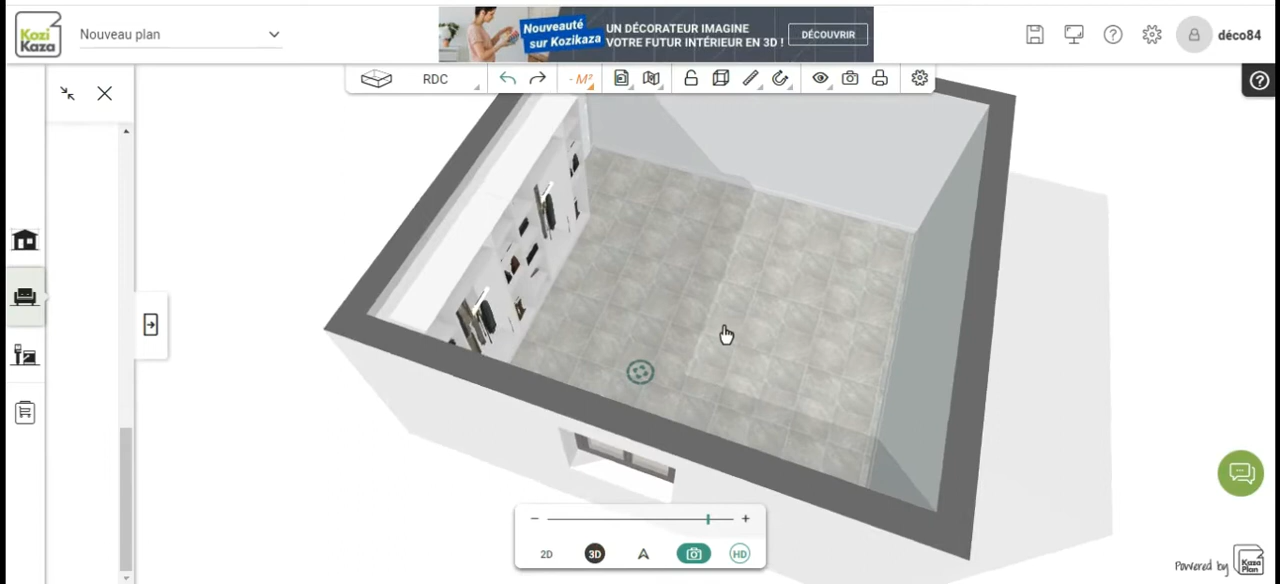 Kozi
Kaza
Nouveau plan
Nouveauté
sur Kozikaza
UN DÉCORATEUR IMAGINE
VOTRE FUTUR INTÉRIEUR EN 3D !
DÉCOUVRIR
déco84
RDC
- M²
2D
3D
HD
Powered by
Kaza
Plan